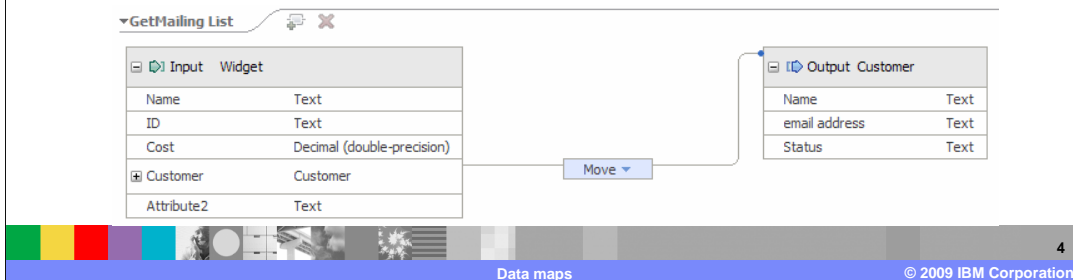 GetMailing List
Input Widget
Name Text
ID Text
Cost Decimal (double-precision)
Customer Customer
Attribute2 Text
Move
Output Customer
Name Text
email address Text
Status Text
4
Data maps © 2009 IBM Corporation